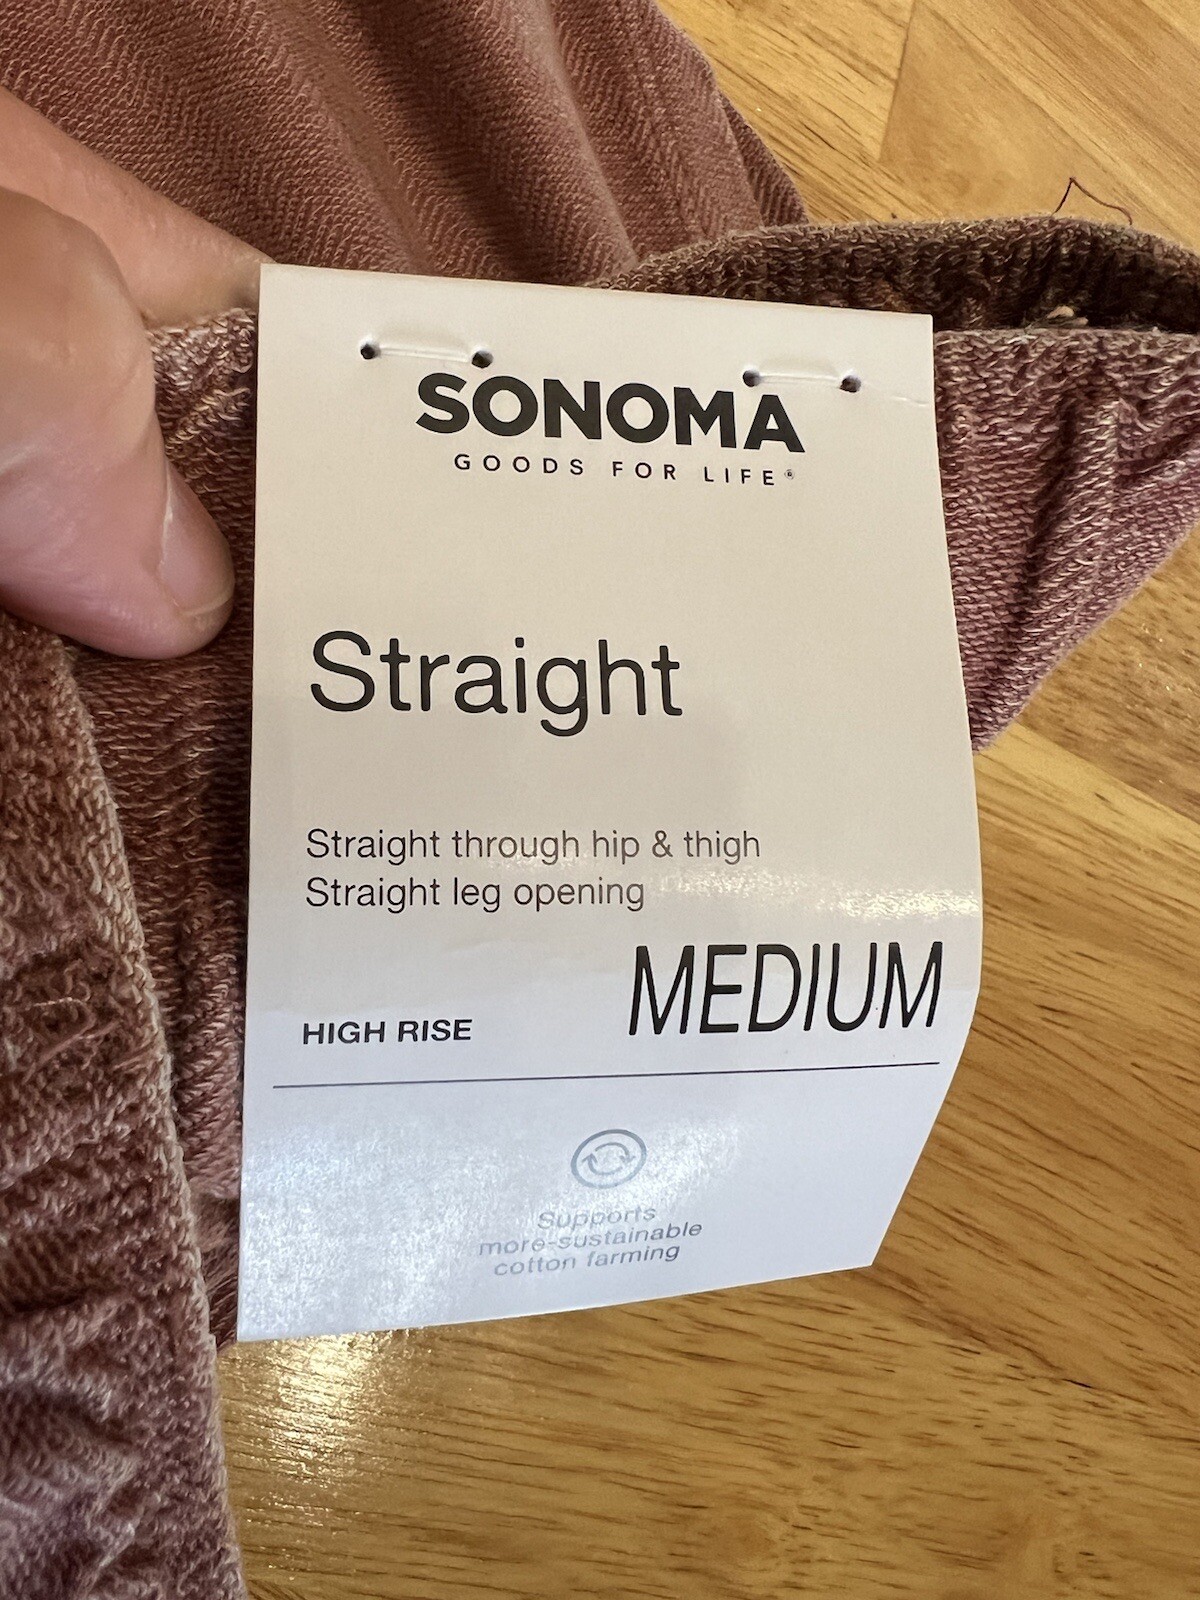 SONOMA
GOODS FOR LIFE®
Straight
Straight through hip & thigh
Straight leg opening
MEDIUM
HIGH RISE
Supports
more-sustainable
cotton farming